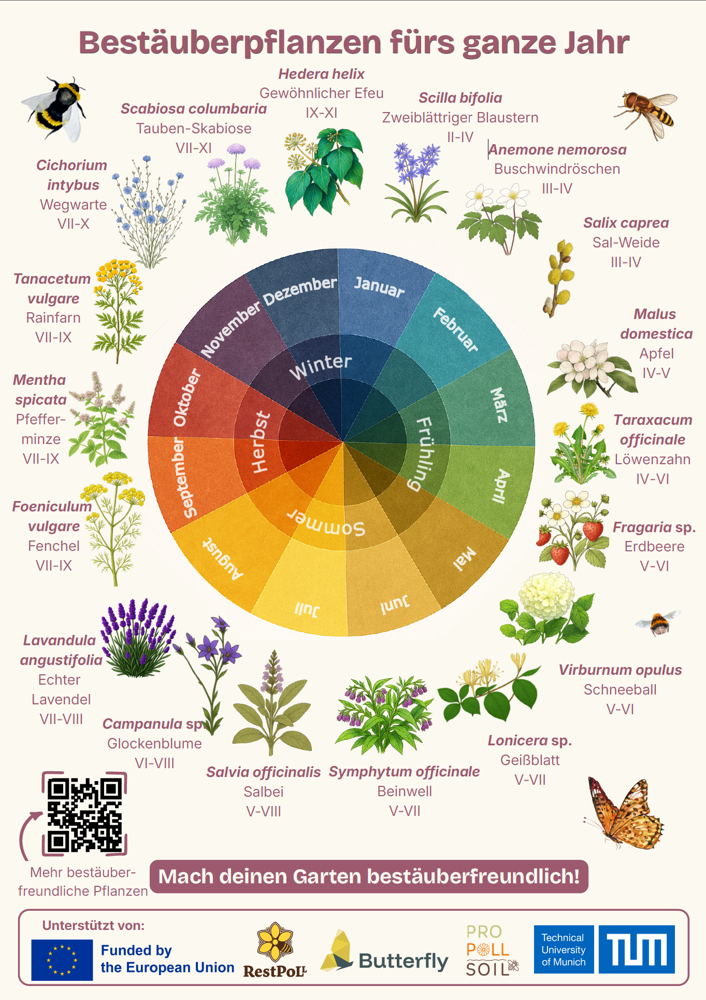 Bestäuberpflanzen fürs ganze Jahr
Hedera helix
Gewöhnlicher Efeu
IX-XI
Scilla bifolia
Zweiblättriger Blaustern
II-IV
Scabiosa columbaria
Tauben-Skabiose
VII-XI
Anemone nemorosa
Buschwindröschen
III-IV
Cichorium
intybus
Wegwarte
VII-X
Salix caprea
Sal-Weide
III-IV
Tanacetum
vulgare
Rainfarn
VII-IX
Malus
domestica
Apfel
IV-V
Mentha
spicata
Pfeffer-
minze
VII-IX
Taraxacum
officinale
Löwenzahn
IV-VI
Foeniculum
vulgare
Fenchel
VII-IX
Fragaria sp.
Erdbeere
V-VI
Januar
Februar
März
April
Mai
Juni
Juli
August
September
Oktober
November
Dezember
Winter
Frühling
Sommer
Herbst
Lavandula
angustifolia
Echter
Lavendel
VII-VIII
Virburnum opulus
Schneeball
V-VI
Campanula sp.
Glockenblume
VI-VIII
Salvia officinalis
Salbei
V-VIII
Symphytum officinale
Beinwell
V-VII
Lonicera sp.
Geißblatt
V-VII
Mehr bestäuber-
freundliche Pflanzen
Mach deinen Garten bestäuberfreundlich!
Unterstützt von:
Funded by
the European Union
RestPoLL
Butterfly
PRO
POLL
SOIL
Technical
University
of Munich
TUM